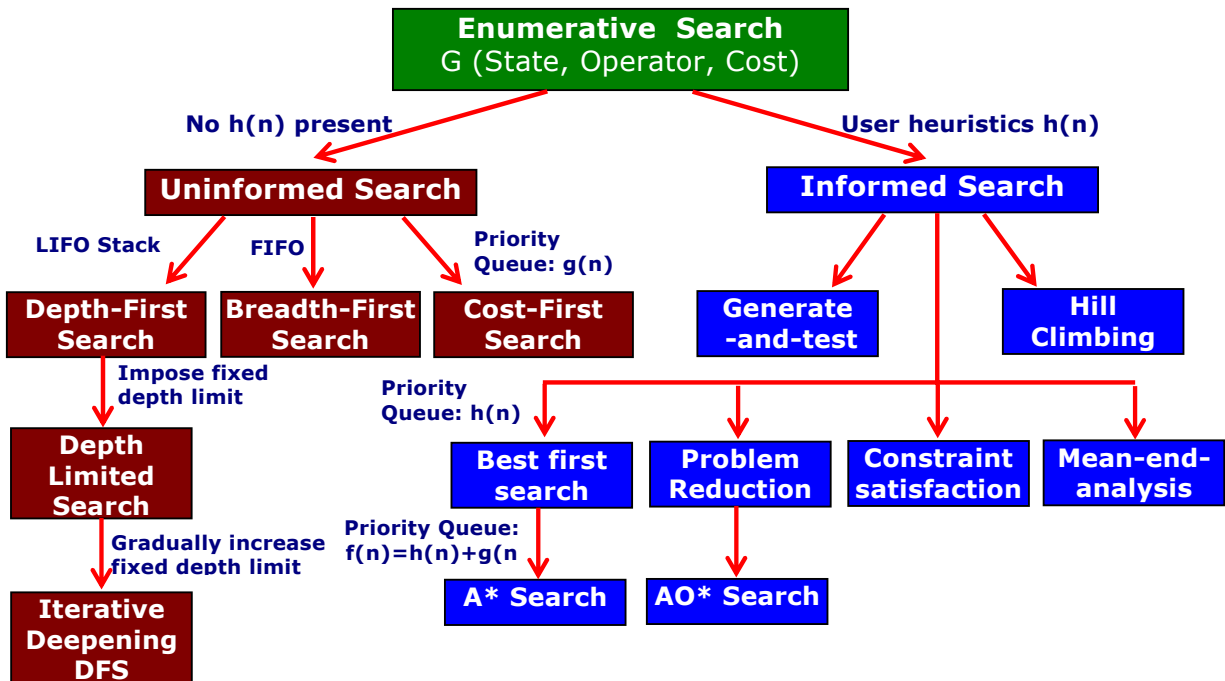 Enumerative Search
G (State, Operator, Cost)
No h(n) present
User heuristics h(n)
Uninformed Search
Informed Search
LIFO Stack
FIFO
Priority
Queue: g(n)
Depth-First
Search
Breadth-First
Search
Cost-First
Search
Generate
-and-test
Hill
Climbing
Impose fixed
depth limit
Priority
Queue: h(n)
Depth
Limited
Search
Best first
search
Problem
Reduction
Constraint
satisfaction
Mean-end-
analysis
Gradually increase
fixed depth limit
Priority Queue:
f(n)=h(n)+g(n
Iterative
Deepening
DFS
A* Search
AO* Search